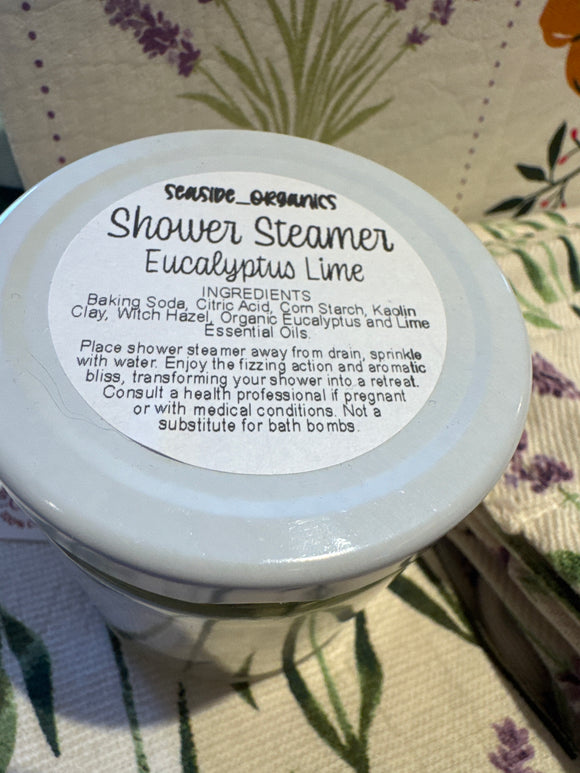 SEASIDE_ORGANICS
Shower Steamer
Eucalyptus Lime
INGREDIENTS
Baking Soda, Citric Acid, Corn Starch, Kaolin
Clay, Witch Hazel, Organic Eucalyptus and Lime
Essential Oils.
Place shower steamer away from drain, sprinkle
with water. Enjoy the fizzing action and aromatic
bliss, transforming your shower into a retreat.
Consult a health professional if pregnant
or with medical conditions. Not a
substitute for bath bombs.